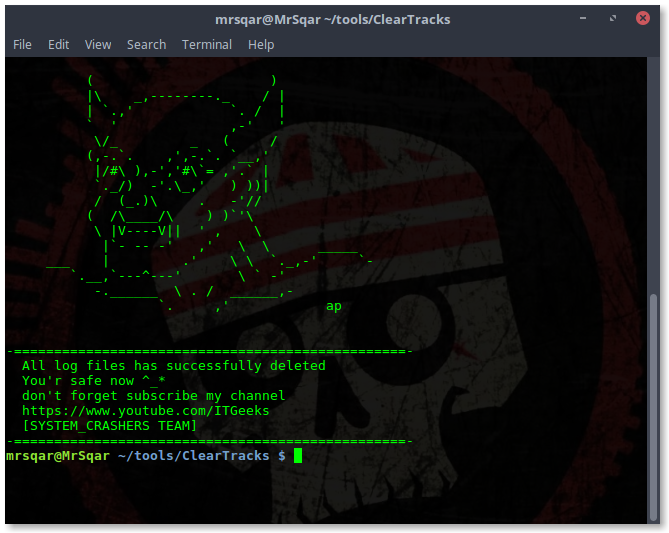 mrsqar@MrSqar ~/tools/ClearTracks
File Edit View Search Terminal Help
ap
-=================================================-
All log files has successfully deleted
You'r safe now ^_*
don't forget subscribe my channel
https://www.youtube.com/ITGeeks
[SYSTEM_CRASHERS TEAM]
-=================================================-
mrsqar@MrSqar ~/tools/ClearTracks $